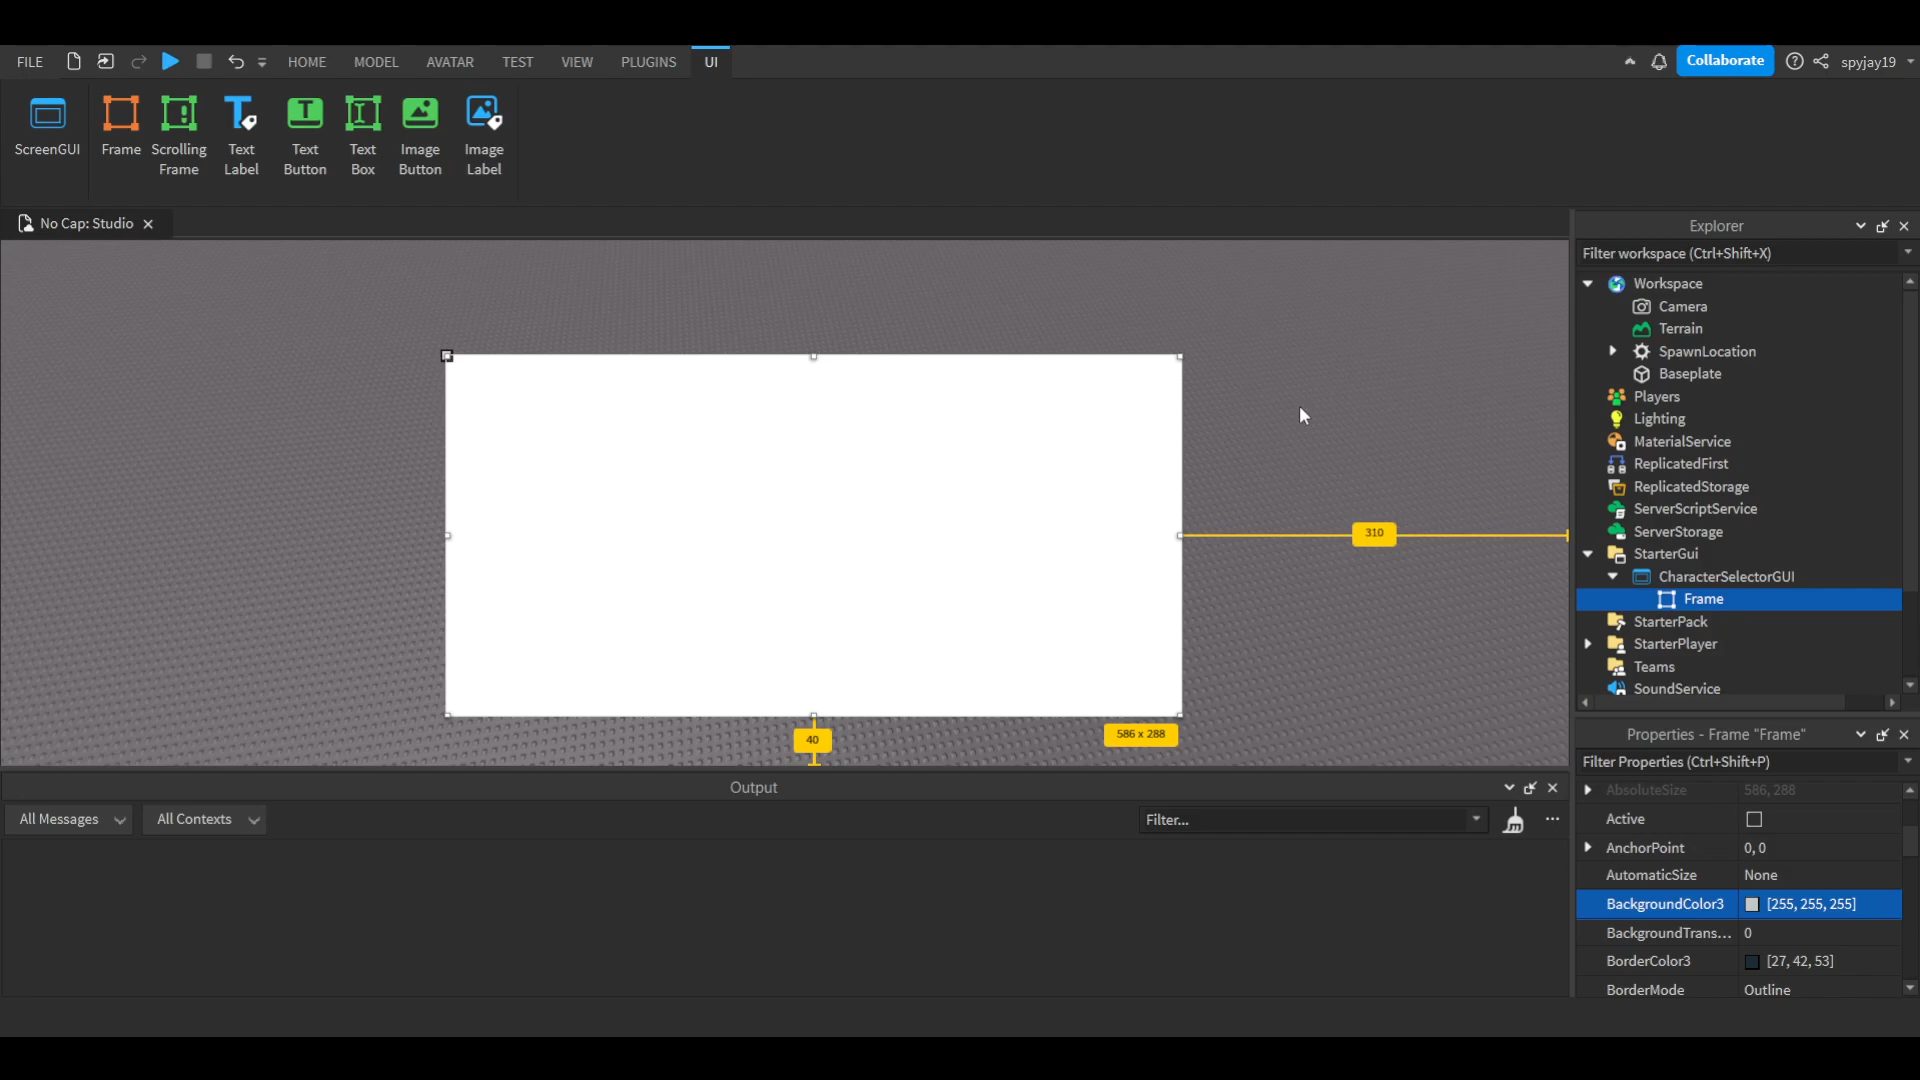 FILE
HOME
MODEL
AVATAR
TEST
VIEW
PLUGINS
UI
Collaborate
spyjay19
ScreenGUI
Frame
Scrolling
Frame
Text
Label
Text
Button
Text
Box
Image
Button
Image
Label
No Cap: Studio
310
40
586 x 288
Explorer
Filter workspace (Ctrl+Shift+X)
Workspace
Camera
Terrain
SpawnLocation
Baseplate
Players
Lighting
MaterialService
ReplicatedFirst
ReplicatedStorage
ServerScriptService
ServerStorage
StarterGui
CharacterSelectorGUI
Frame
StarterPack
StarterPlayer
Teams
SoundService
Properties - Frame "Frame"
Filter Properties (Ctrl+Shift+P)
AbsoluteSize 586, 288
Active
AnchorPoint 0, 0
AutomaticSize None
BackgroundColor3 [255, 255, 255]
BackgroundTrans... 0
BorderColor3 [27, 42, 53]
BorderMode Outline
Output
All Messages
All Contexts
Filter...